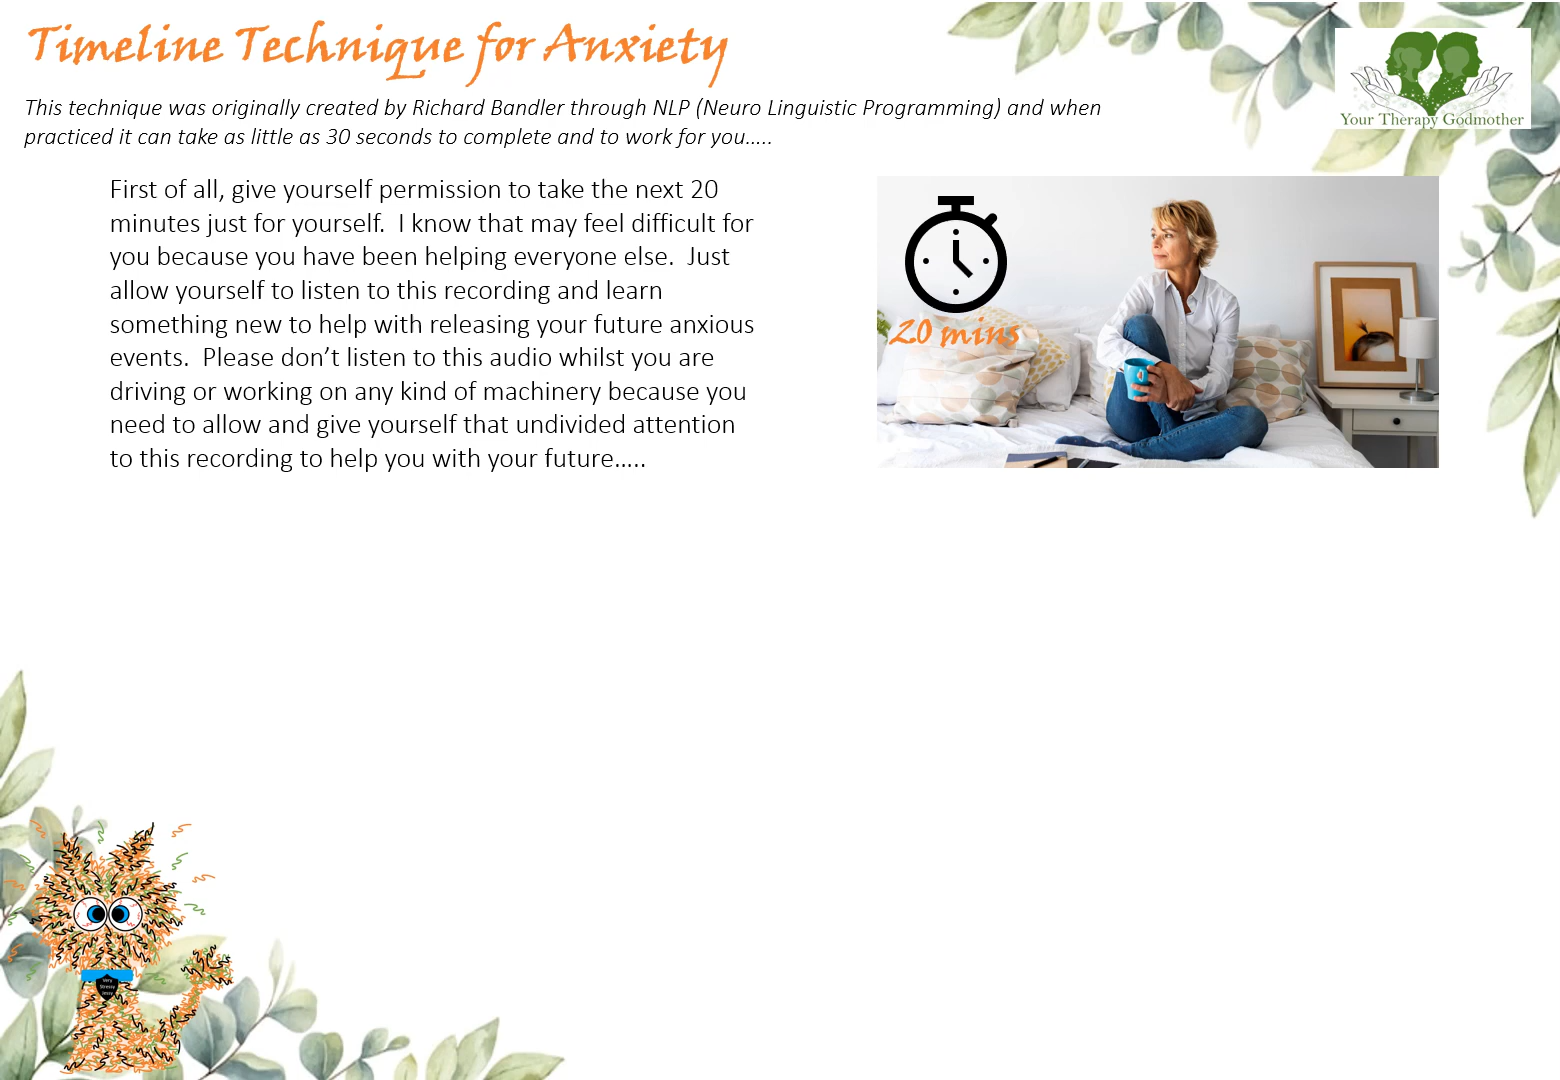 Timeline Technique for Anxiety
This technique was originally created by Richard Bandler through NLP (Neuro Linguistic Programming) and when
practiced it can take as little as 30 seconds to complete and to work for you…..
Your Therapy Godmother
First of all, give yourself permission to take the next 20
minutes just for yourself.  I know that may feel difficult for
you because you have been helping everyone else.  Just
allow yourself to listen to this recording and learn
something new to help with releasing your future anxious
events.  Please don’t listen to this audio whilst you are
driving or working on any kind of machinery because you
need to allow and give yourself that undivided attention
to this recording to help you with your future…..
20 mins
Very
Stressy
Jessy